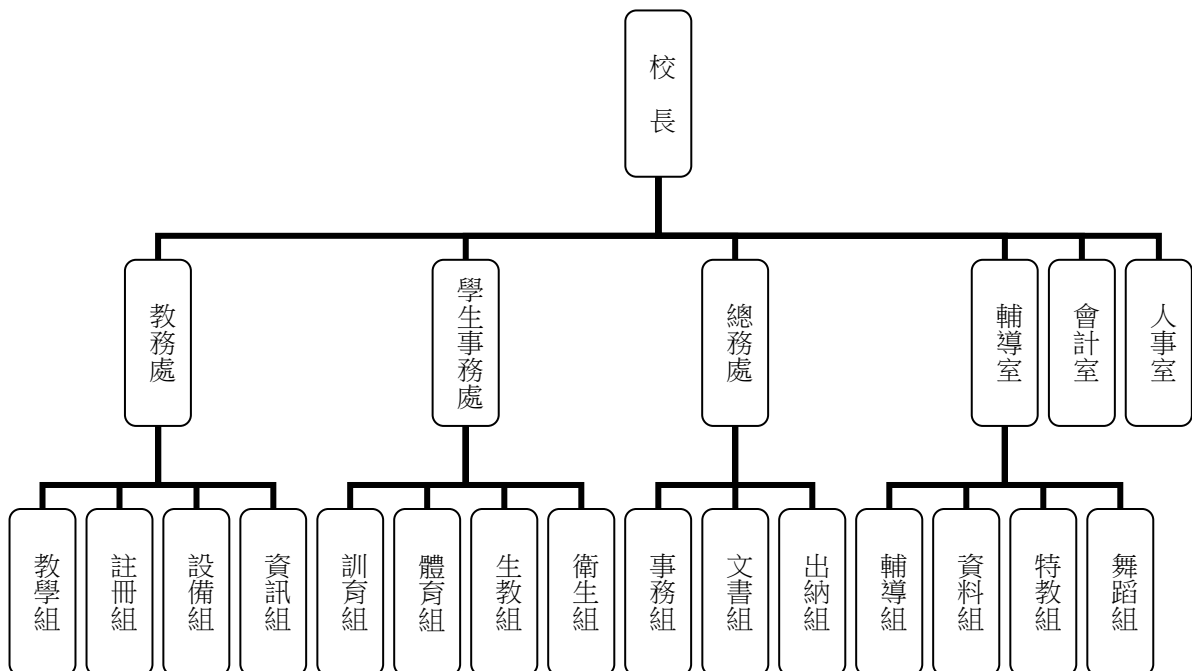 校長
教務處
學生事務處
總務處
輔導室
會計室
人事室
教學組
註冊組
設備組
資訊組
訓育組
體育組
生教組
衛生組
事務組
文書組
出納組
輔導組
資料組
特教組
舞蹈組